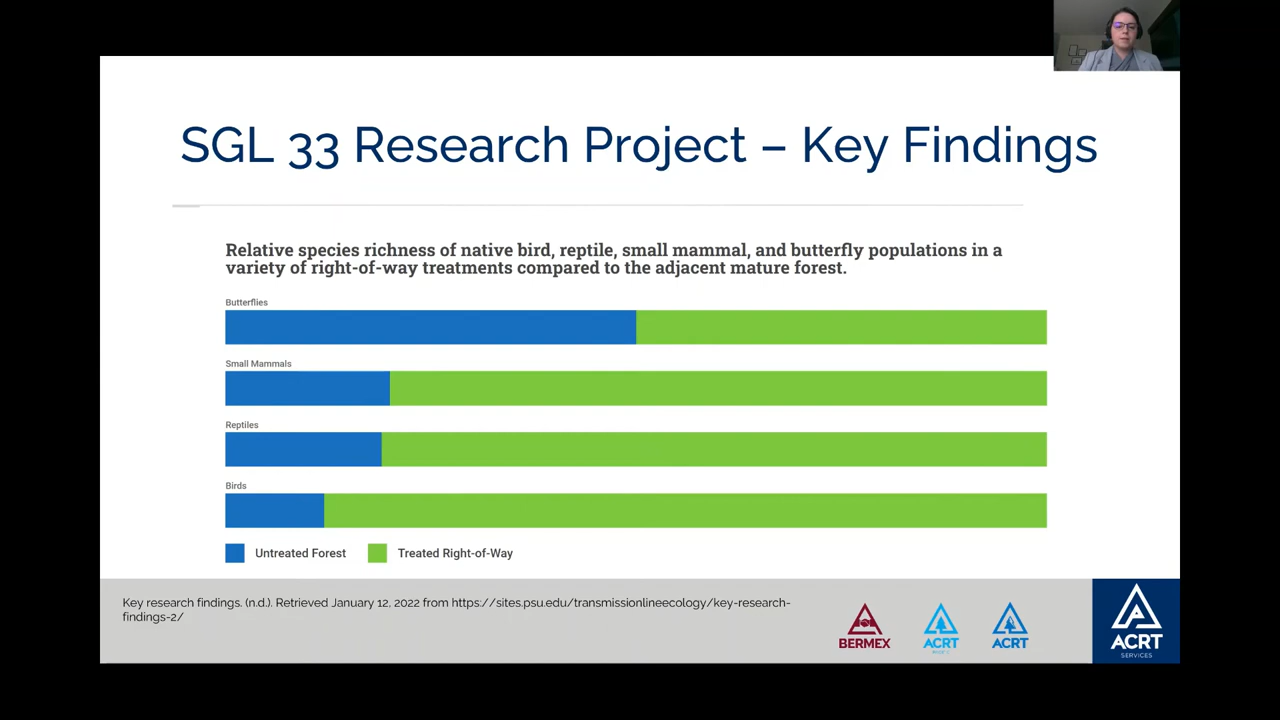 SGL 33 Research Project – Key Findings
Relative species richness of native bird, reptile, small mammal, and butterfly populations in a
variety of right-of-way treatments compared to the adjacent mature forest.
Butterflies
Small Mammals
Reptiles
Birds
Untreated Forest
Treated Right-of-Way
Key research findings. (n.d.). Retrieved January 12, 2022 from https://sites.psu.edu/transmissionlineecology/key-research-
findings-2/
BERMEX
ACRT
ACRT
ACRT
SERVICES